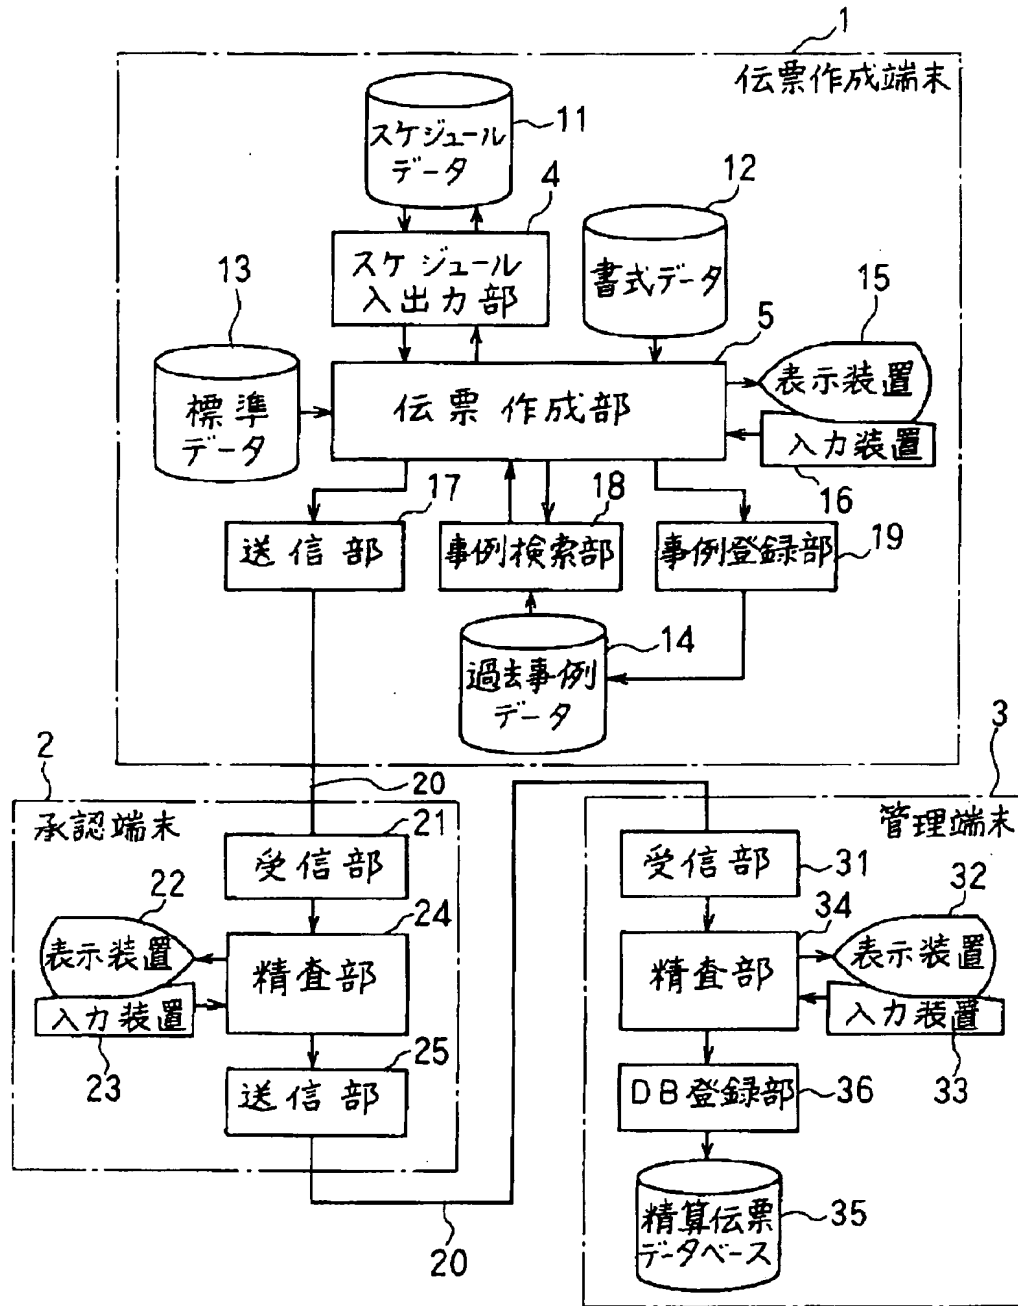 1
伝票作成端末
スケジュール
データ
11
4
12
スケジュール
入出力部
書式データ
13
5
15
標準
データ
伝票作成部
表示装置
入力装置
16
17
18
送信部
事例検索部
事例登録部
19
過去事例
データ
14
2
20
3
承認端末
21
管理端末
受信部
受信部
31
22
24
32
34
表示装置
精査部
精査部
表示装置
入力装置
入力装置
23
25
33
送信部
DB登録部
36
20
精算伝票
データベース
35